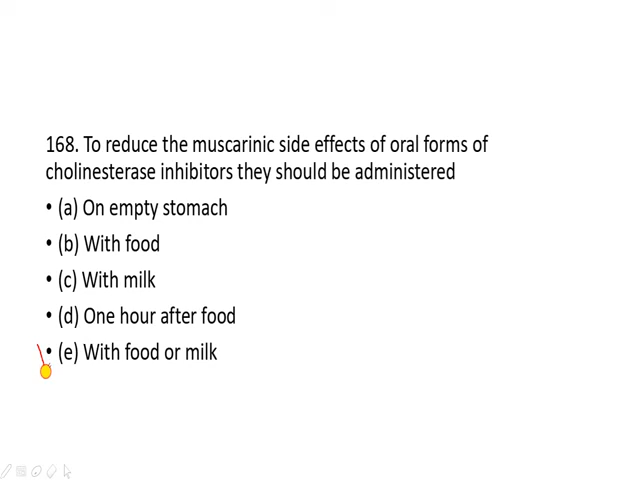 168. To reduce the muscarinic side effects of oral forms of
cholinesterase inhibitors they should be administered
• (a) On empty stomach
• (b) With food
• (c) With milk
• (d) One hour after food
• (e) With food or milk